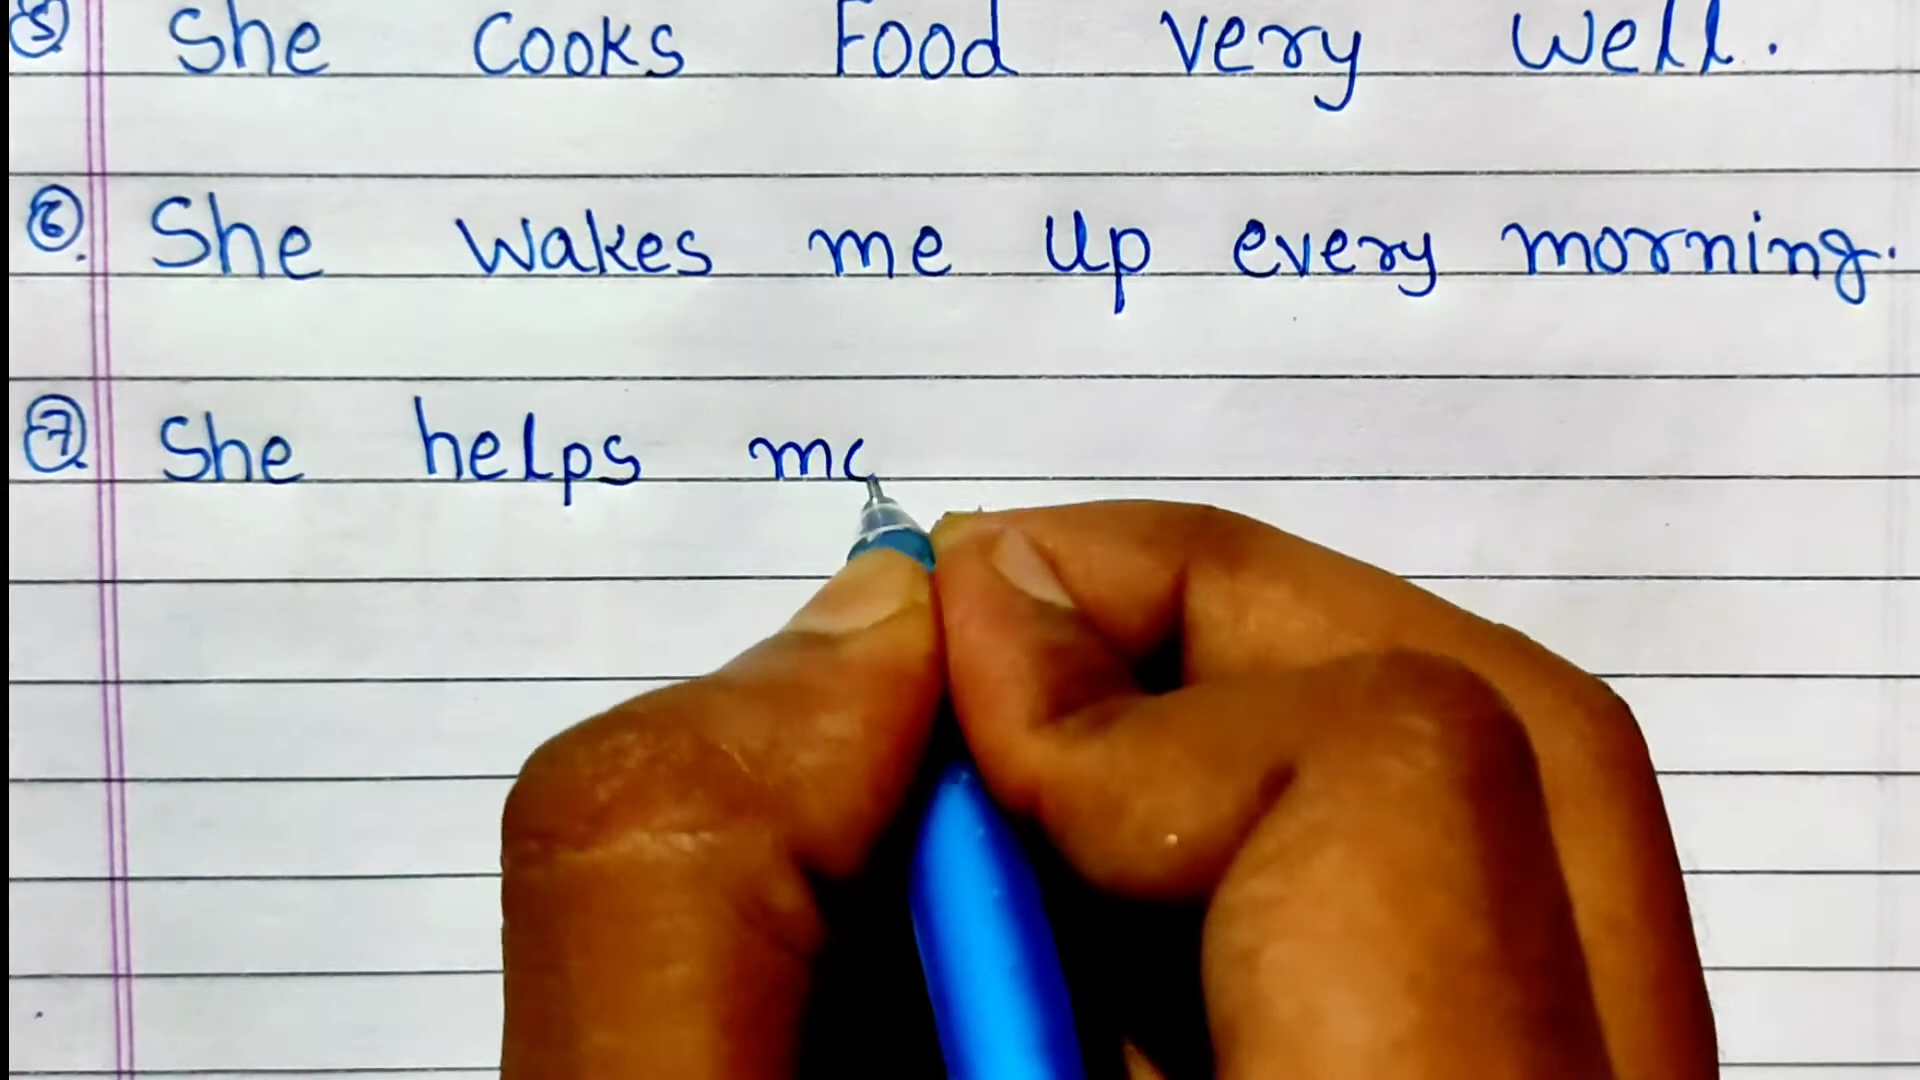 5 She Cooks Food very well.
6. She wakes me up every morning.
7. She helps